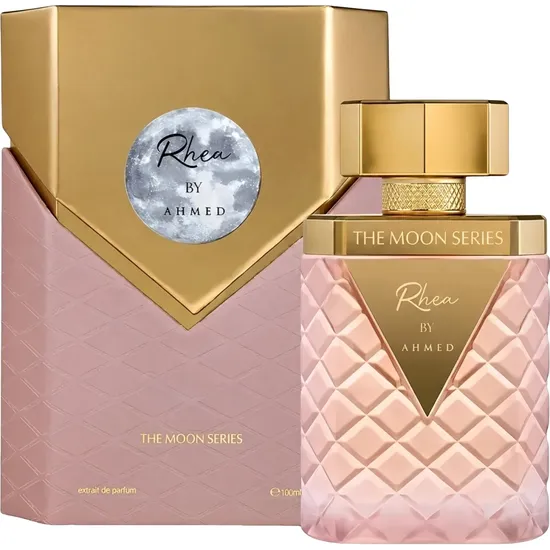 Rhea
BY
AHMED
THE MOON SERIES
extrait de parfum
℮100ml
THE MOON SERIES
Rhea
BY
AHMED